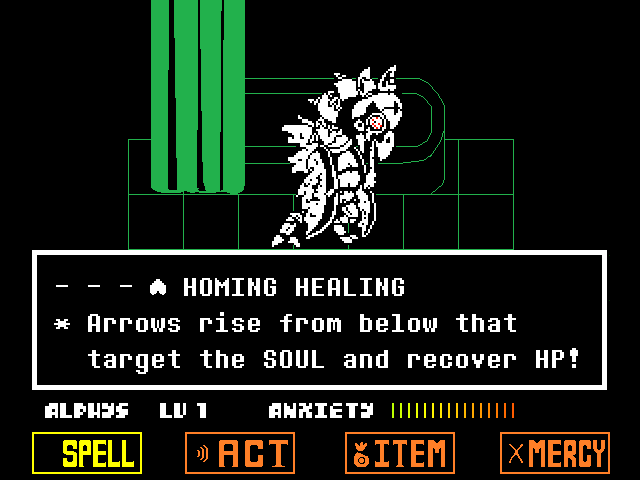 - - - HOMING HEALING
* Arrows rise from below that
target the SOUL and recover HP!
ALPHYS LV 1 ANXIETY
SPELL ACT ITEM MERCY